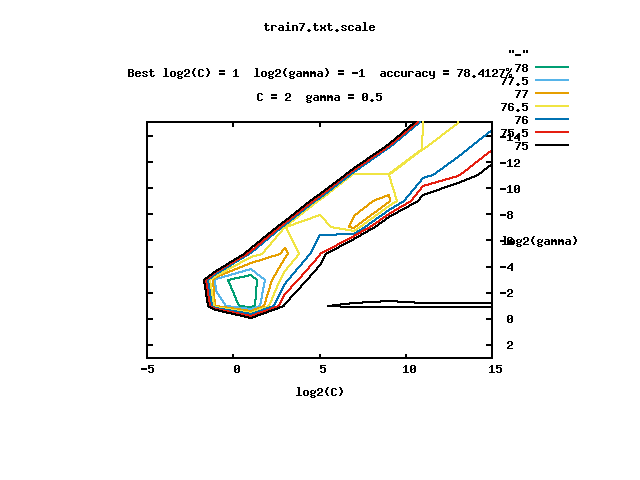 train7.txt.scale
"-"
78
Best log2(C) = 1  log2(gamma) = -1  accuracy = 78.4127%
77.5
77
C = 2  gamma = 0.5
76.5
76
75.5
-14
75
-12
-10
-8
-6
log2(gamma)
-4
-2
0
2
-5 0 5 10 15
log2(C)